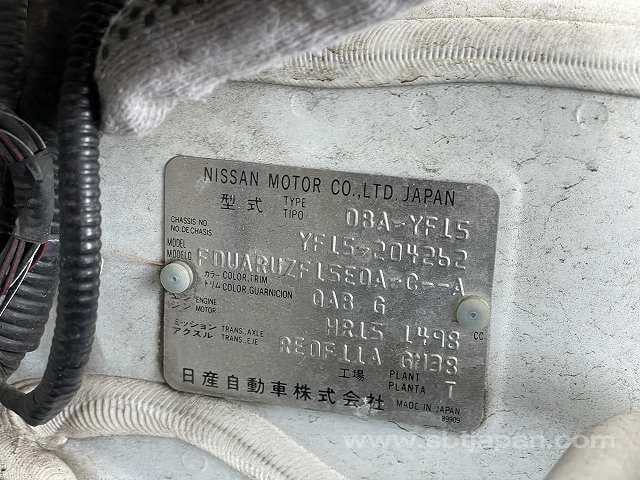 NISSAN MOTOR CO., LTD. JAPAN
型式 TYPE TIPO DBA-YF15
CHASSIS NO. NO. DE CHASIS YF15-204262
MODEL MODELO FDUARUZF15EDA-C--A
カラー COLOR, TRIM トリム COLOR, GUARNICION QAB G
エンジン ENGINE MOTOR HR15 1498 CC
ミッション TRANS., AXLE アクスル TRANS., EJE RE0F11A GM38
工場 PLANT PLANTA T
日産自動車株式会社 MADE IN JAPAN
89909
www.sbtjapan.com